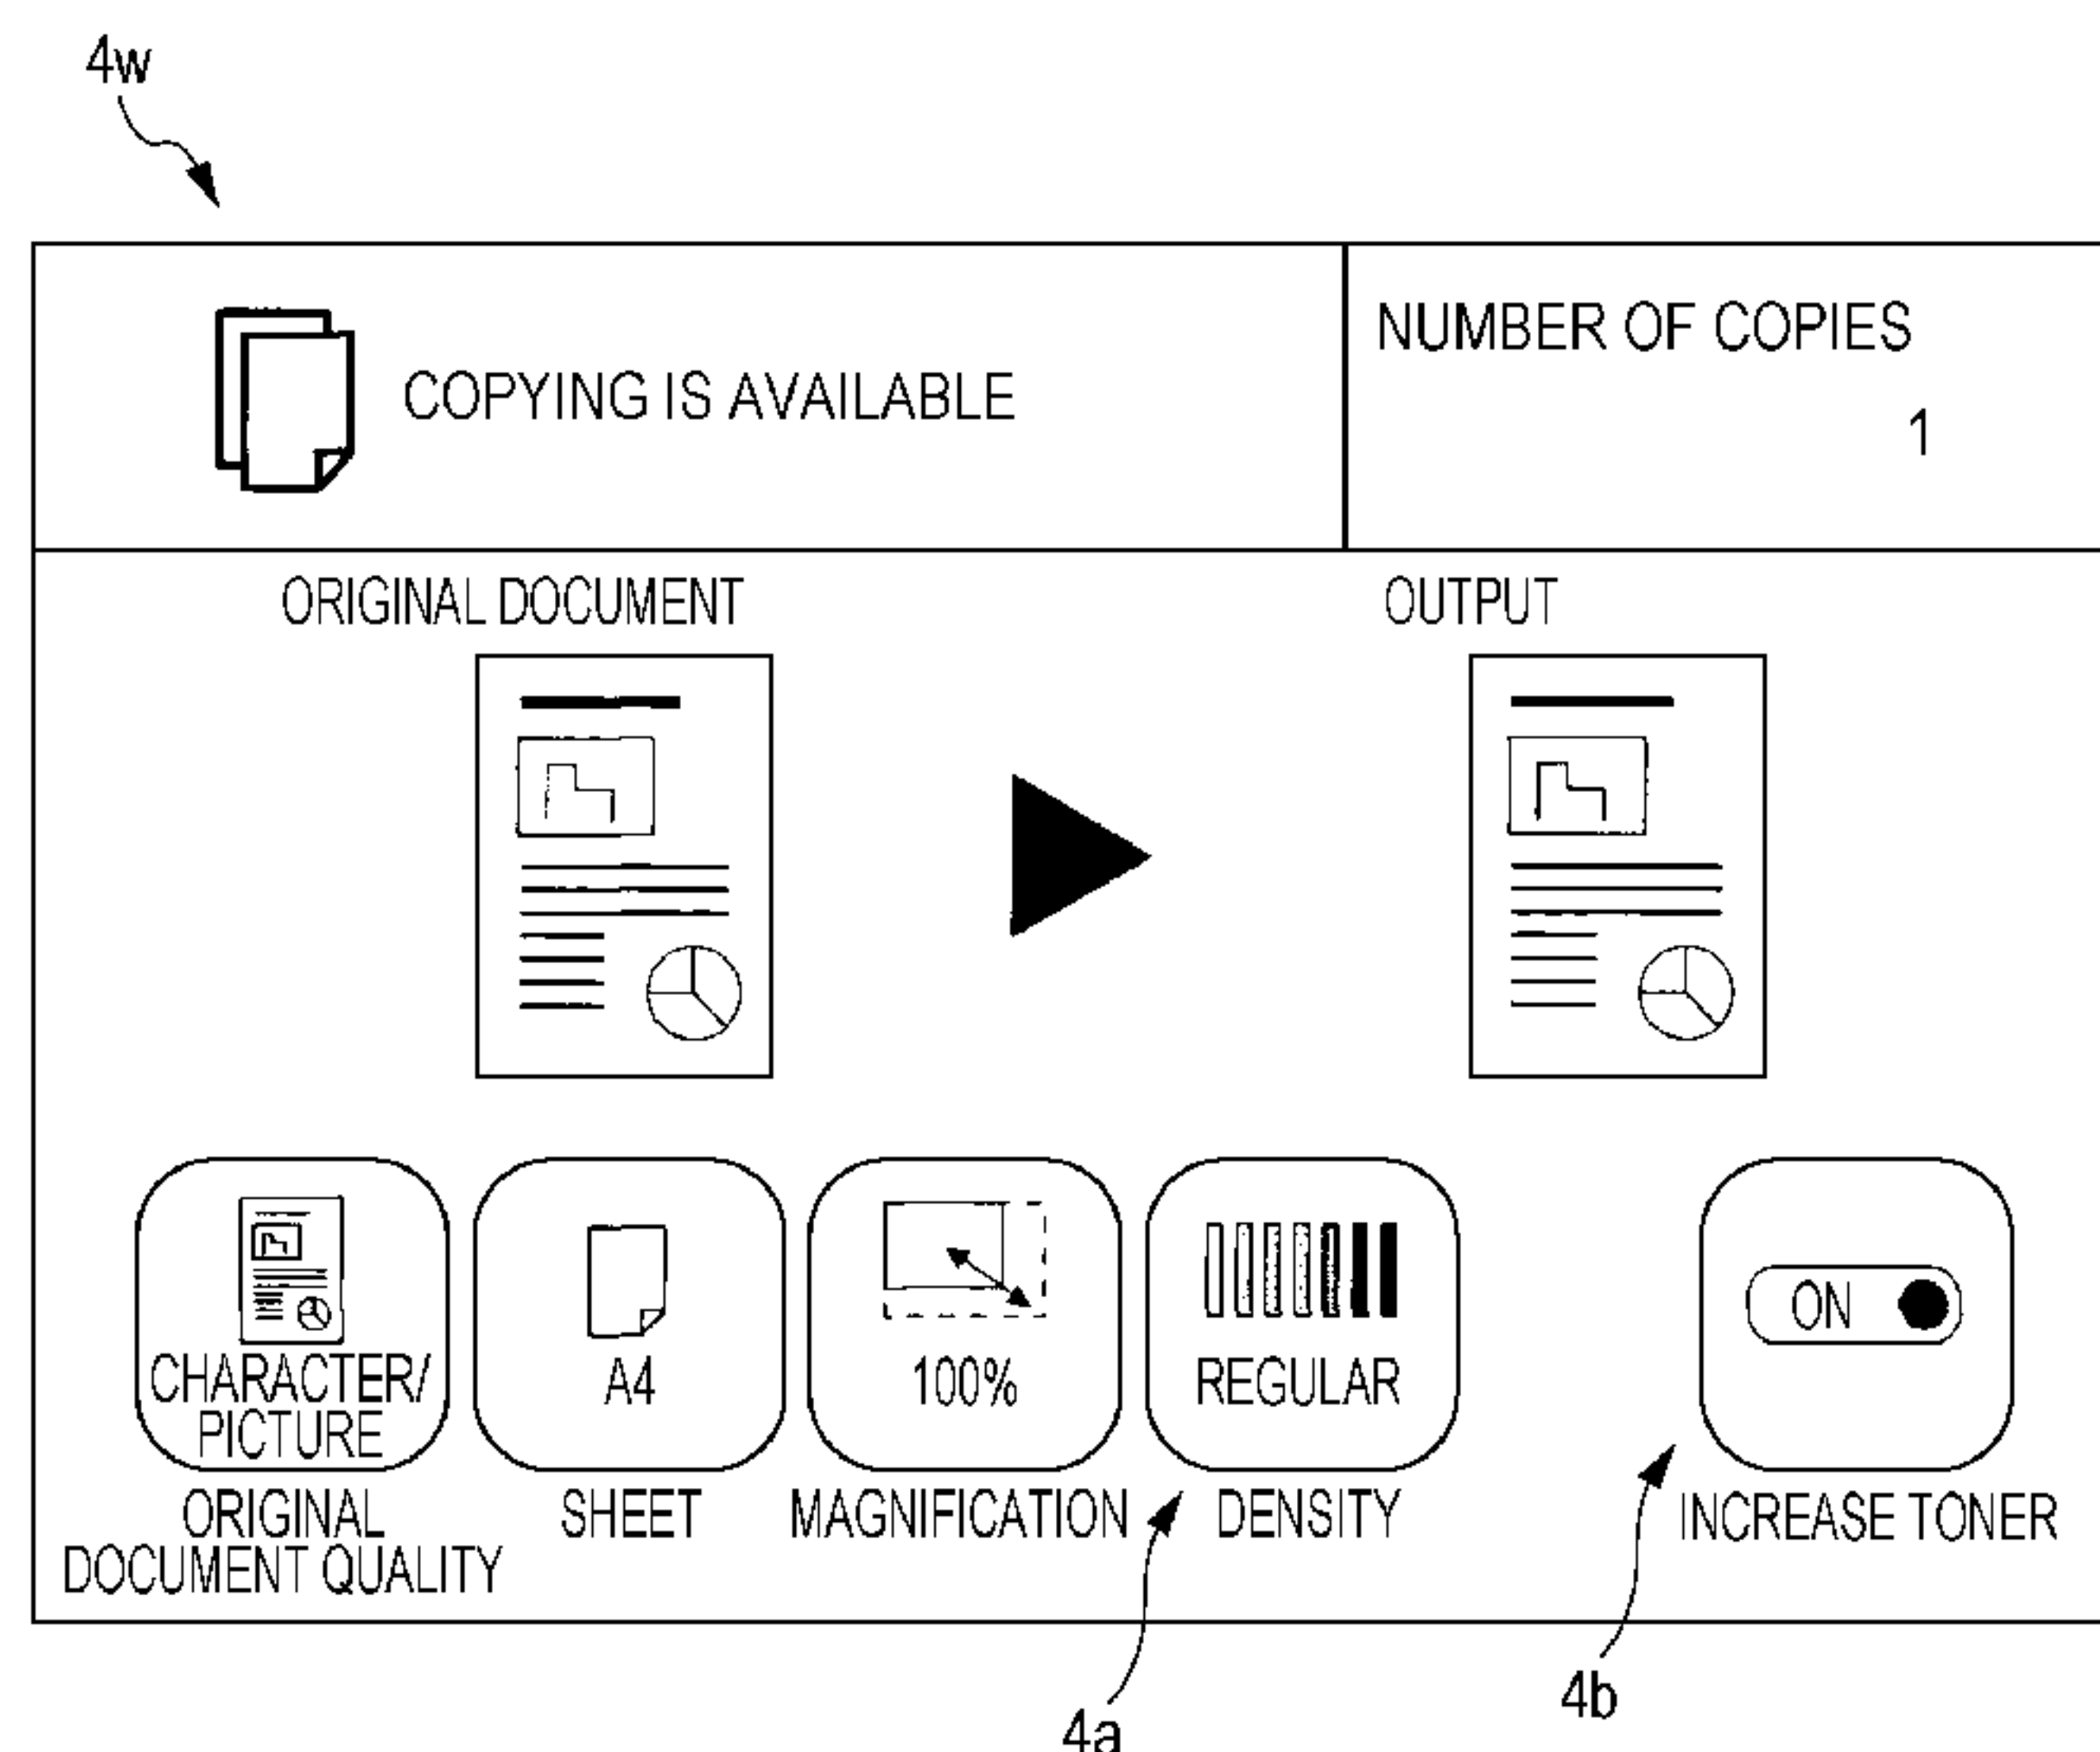 4w
COPYING IS AVAILABLE
NUMBER OF COPIES
1
ORIGINAL DOCUMENT
OUTPUT
CHARACTER/
PICTURE
A4
100%
REGULAR
ON
ORIGINAL
DOCUMENT QUALITY
SHEET
MAGNIFICATION
DENSITY
INCREASE TONER
4a
4b